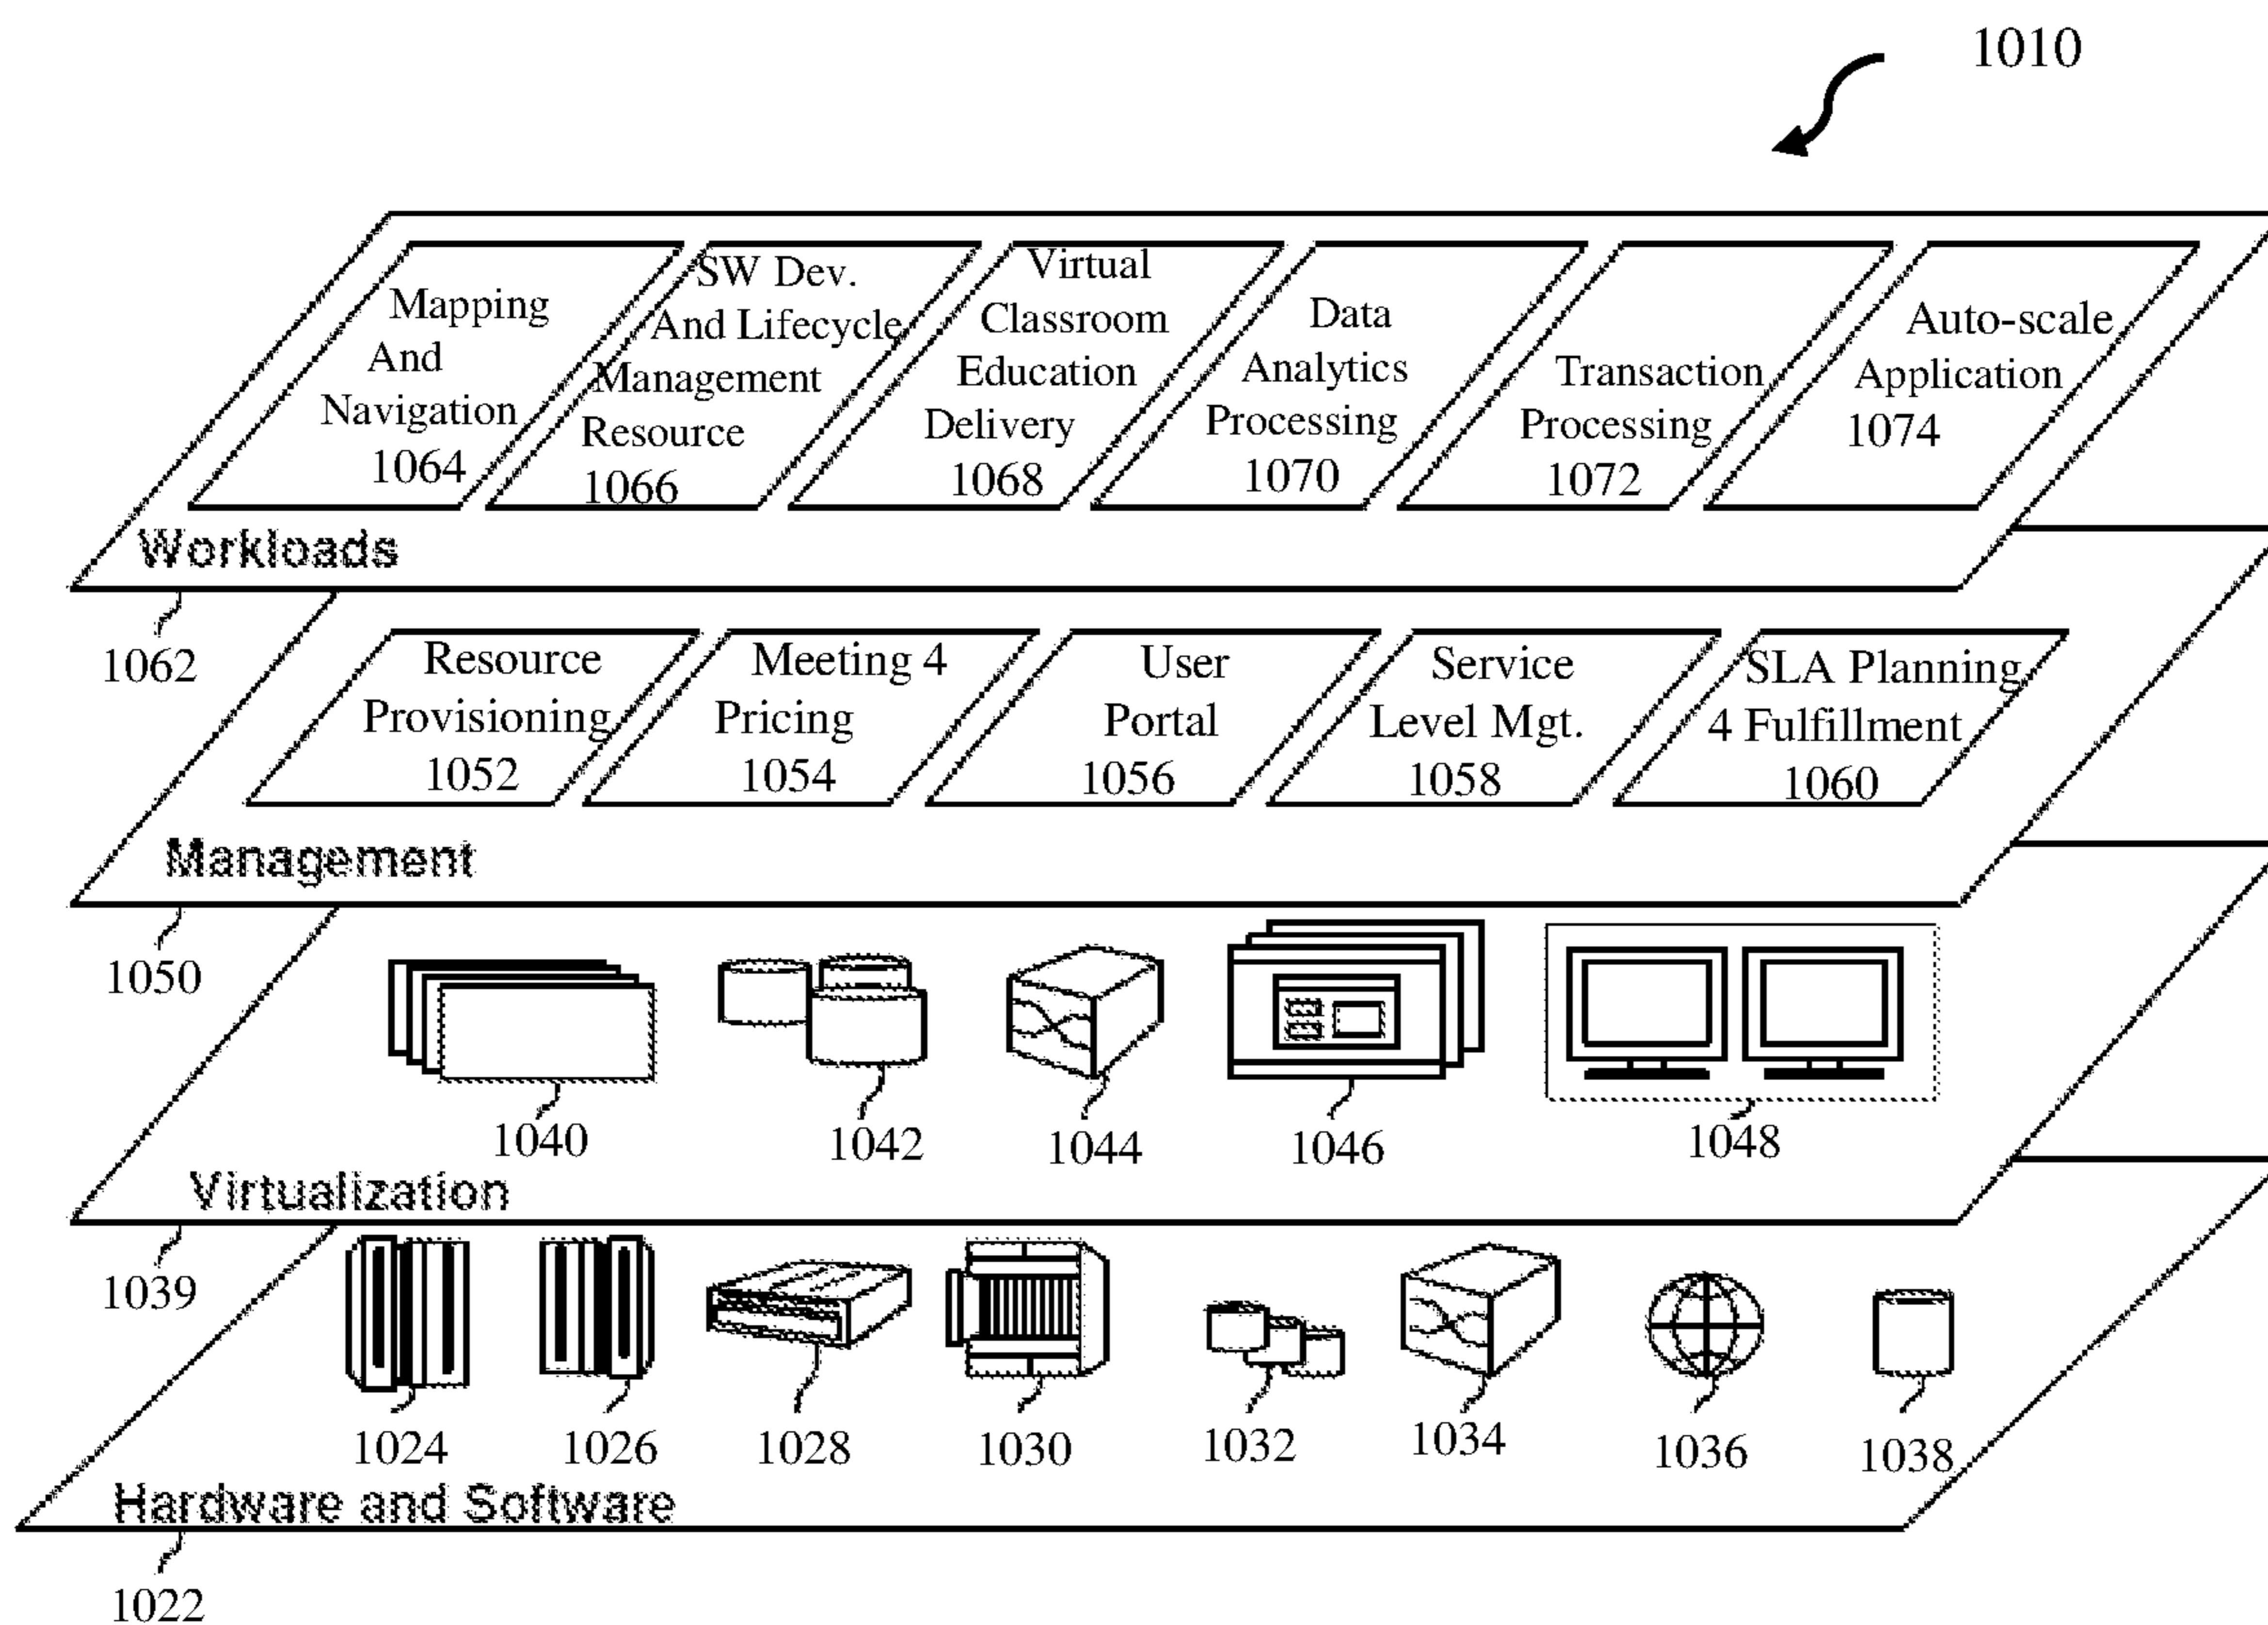 1010
Mapping
And
Navigation
1064
SW Dev.
And Lifecycle
Management
Resource
1066
Virtual
Classroom
Education
Delivery
1068
Data
Analytics
Processing
1070
Transaction
Processing
1072
Auto-scale
Application
1074
Workloads
1062
Resource
Provisioning
1052
Meeting 4
Pricing
1054
User
Portal
1056
Service
Level Mgt.
1058
SLA Planning
4 Fulfillment
1060
Management
1050
1040
1042
1044
1046
1048
Virtualization
1039
1024
1026
1028
1030
1032
1034
1036
1038
Hardware and Software
1022